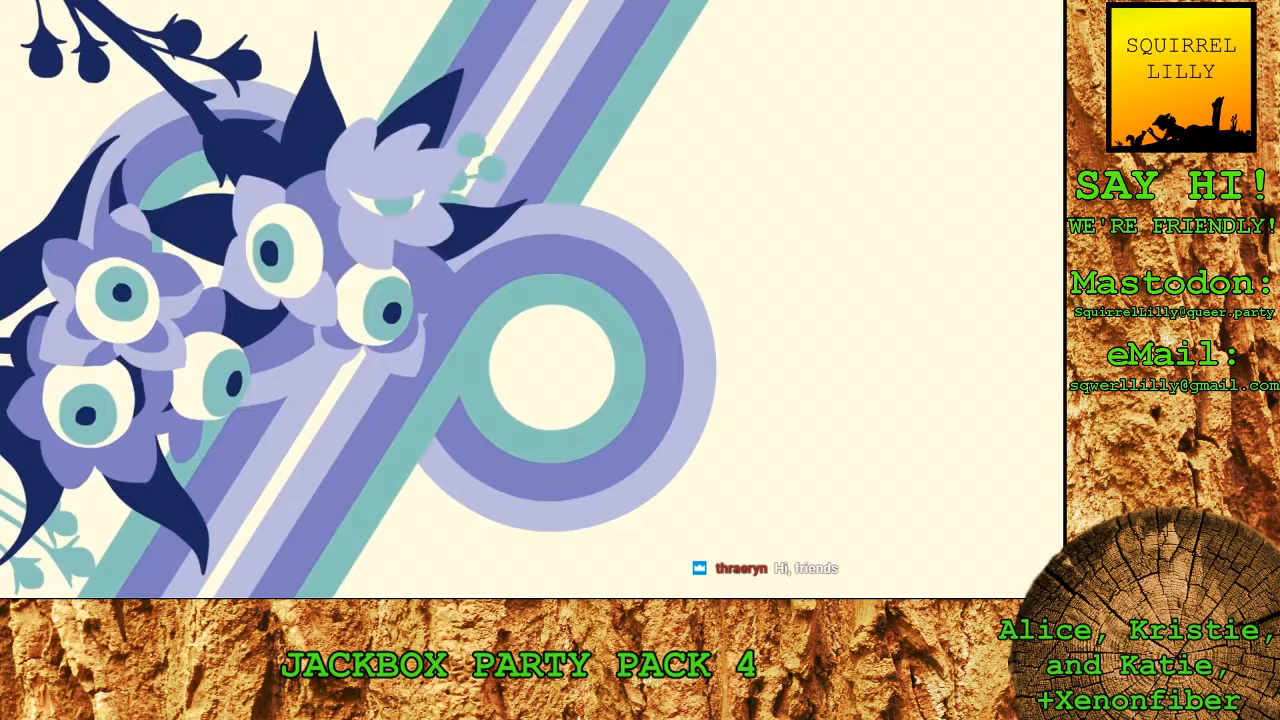 SQUIRREL
LILLY
SAY HI!
WE'RE FRIENDLY!
Mastodon:
SquirrelLilly@queer.party
eMail:
sqwerllilly@gmail.com
thraeryn Hi, friends
JACKBOX PARTY PACK 4
Alice, Kristie,
and Katie,
+Xenonfiber